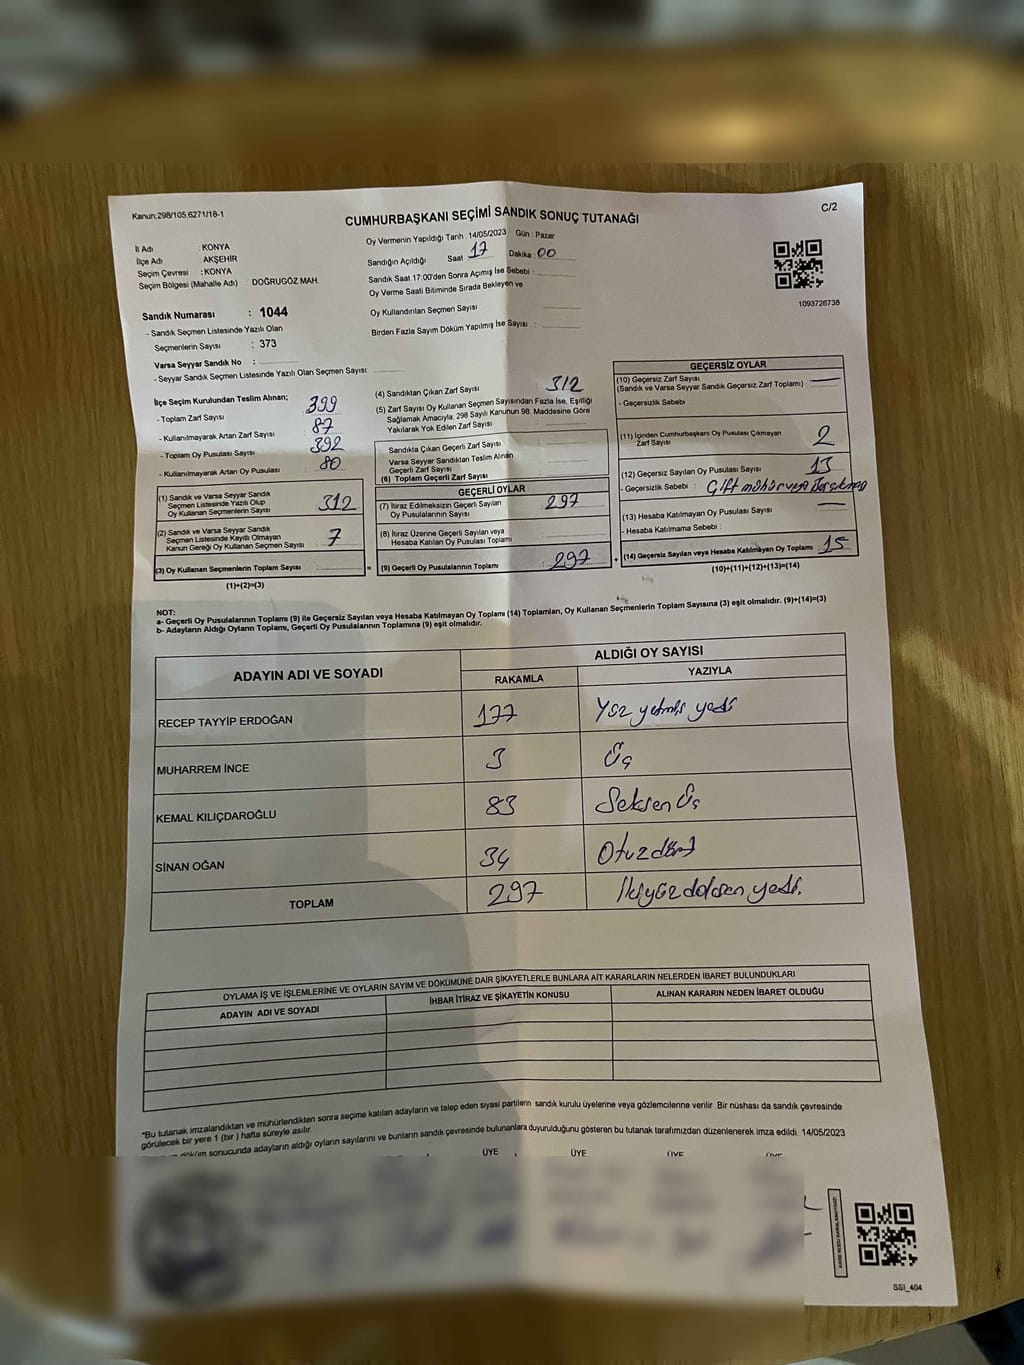 Kanun;298/105,6271/18-1
C/2
CUMHURBAŞKANI SEÇİMİ SANDIK SONUÇ TUTANAĞI
İl Adı : KONYA
İlçe Adı : AKŞEHİR
Seçim Çevresi : KONYA
Seçim Bölgesi (Mahalle Adı) DOĞRUGÖZ MAH.
Oy Vermenin Yapıldığı Tarih : 14/05/2023 Gün : Pazar
Sandığın Açıldığı Saat : 17 Dakika : 00
Sandık Saat 17:00'den Sonra Açımış İse Sebebi :
Oy Verme Saati Bitiminde Sırada Bekleyen ve
Oy Kullandırılan Seçmen Sayısı
Birden Fazla Sayım Döküm Yapılmış İse Sayısı :
1093726738
Sandık Numarası : 1044
- Sandık Seçmen Listesinde Yazılı Olan
Seçmenlerin Sayısı : 373
Varsa Seyyar Sandık No :
- Seyyar Sandık Seçmen Listesinde Yazılı Olan Seçmen Sayısı:
İlçe Seçim Kurulundan Teslim Alınan;
- Toplam Zarf Sayısı 399
- Kullanılmayarak Artan Zarf Sayısı 87
- Toplam Oy Pusulası Sayısı 392
- Kullanılmayarak Artan Oy Pusulası 80
(1) Sandık ve Varsa Seyyar Sandık
Seçmen Listesinde Yazılı Olup
Oy Kullanan Seçmenlerin Sayısı 312
(2) Sandık ve Varsa Seyyar Sandık
Seçmen Listesinde Kayıtlı Olmayan
Kanun Gereği Oy Kullanan Seçmen Sayısı 7
(3) Oy Kullanan Seçmenlerin Toplam Sayısı =
(1)+(2)=(3)
(4) Sandıktan Çıkan Zarf Sayısı 312
(5) Zarf Sayısı Oy Kullanan Seçmen Sayısından Fazla İse, Eşitliği
Sağlamak Amacıyla, 298 Sayılı Kanunun 98. Maddesine Göre
Yakılarak Yok Edilen Zarf Sayısı :
Sandıkta Çıkan Geçerli Zarf Sayısı
Varsa Seyyar Sandıktan Teslim Alınan
Geçerli Zarf Sayısı
(6) Toplam Geçerli Zarf Sayısı
GEÇERLİ OYLAR
(7) İtiraz Edilmeksizin Geçerli Sayılan
Oy Pusulalarının Sayısı 297
(8) İtiraz Üzerine Geçerli Sayılan veya
Hesaba Katılan Oy Pusulası Toplamı
(9) Geçerli Oy Pusulalarının Toplamı : 297 +
GEÇERSİZ OYLAR
(10) Geçersiz Zarf Sayısı
(Sandık ve Varsa Seyyar Sandık Geçersiz Zarf Toplamı)
- Geçersizlik Sebebi
(11) İçinden Cumhurbaşkanı Oy Pusulası Çıkmayan
Zarf Sayısı 2
(12) Geçersiz Sayılan Oy Pusulası Sayısı 13
- Geçersizlik Sebebi : Çift mühür veya
(13) Hesaba Katılmayan Oy Pusulası Sayısı
- Hesaba Katılmama Sebebi :
(14) Geçersiz Sayılan veya Hesaba Katılmayan Oy Toplamı 15
(10)+(11)+(12)+(13)=(14)
NOT:
a- Geçerli Oy Pusulalarının Toplamı (9) ile Geçersiz Sayılan veya Hesaba Katılmayan Oy Toplamı (14) Toplamları, Oy Kullanan Seçmenlerin Toplam Sayısına (3) eşit olmalıdır. (9)+(14)=(3)
b- Adayların Aldığı Oyların Toplamı, Geçerli Oy Pusulalarının Toplamına (9) eşit olmalıdır.
ADAYIN ADI VE SOYADI ALDIĞI OY SAYISI
RAKAMLA YAZIYLA
RECEP TAYYİP ERDOĞAN 177 Yüz yetmiş yedi
MUHARREM İNCE 3 Üç
KEMAL KILIÇDAROĞLU 83 Seksen üç
SİNAN OĞAN 34 Otuzdört
TOPLAM 297 İkiyüz doksan yedi.
OYLAMA İŞ VE İŞLEMLERİNE VE OYLARIN SAYIM VE DÖKÜMÜNE DAİR ŞİKAYETLERLE BUNLARA AİT KARARLARIN NELERDEN İBARET BULUNDUKLARI
ADAYIN ADI VE SOYADI İHBAR İTİRAZ VE ŞİKAYETİN KONUSU ALINAN KARARIN NEDEN İBARET OLDUĞU
*Bu tutanak imzalandıktan ve mühürlendikten sonra seçime katılan adayların ve talep eden siyasi partilerin sandık kurulu üyelerine veya gözlemcilerine verilir. Bir nüshası da sandık çevresinde
görülecek bir yere 1 (bir ) hafta süreyle asılır.
döküm sonucunda adayların aldığı oyların sayılarını ve bunların sandık çevresinde bulunanlara duyurulduğunu gösteren bu tutanak tarafımızdan düzenlenerek imza edildi. 14/05/2023
ÜYE ÜYE ÜYE ÜYE
SSI_404